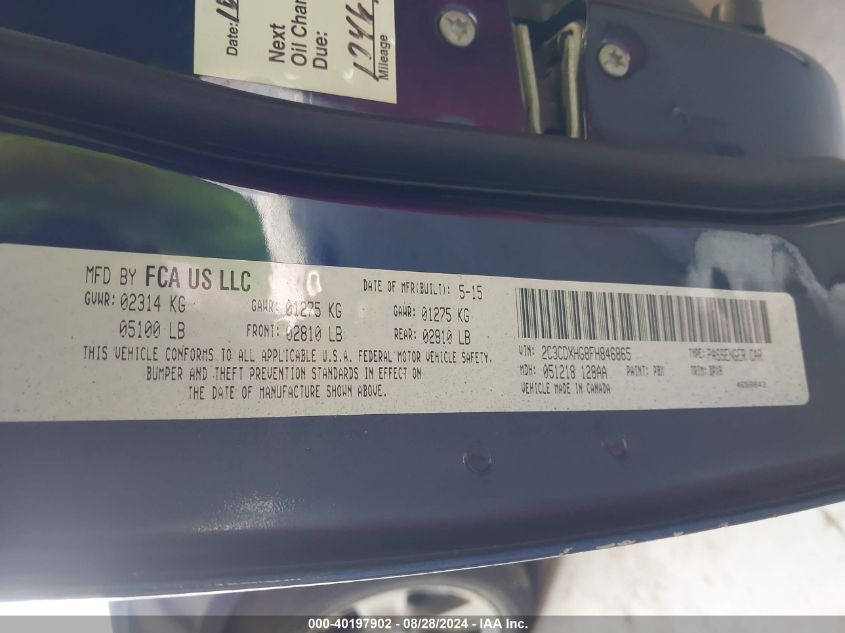 Date:
Next
Oil Change
Due:
Mileage
MFD BY FCA US LLC
DATE OF MFR(BUILT): 5-15
GVWR: 02314 KG GAWR: 01275 KG GAWR: 01275 KG
05100 LB FRONT: 02810 LB REAR: 02810 LB
THIS VEHICLE CONFORMS TO ALL APPLICABLE U.S.A. FEDERAL MOTOR VEHICLE SAFETY,
BUMPER AND THEFT PREVENTION STANDARDS IN EFFECT ON
THE DATE OF MANUFACTURE SHOWN ABOVE.
VIN: 2C3CDXHG8FH846865 TYPE: PASSENGER CAR
MDH: 051218 128AA PAINT: PBX TRIM:
VEHICLE MADE IN CANADA
000-40197902 - 08/28/2024 - IAA Inc.